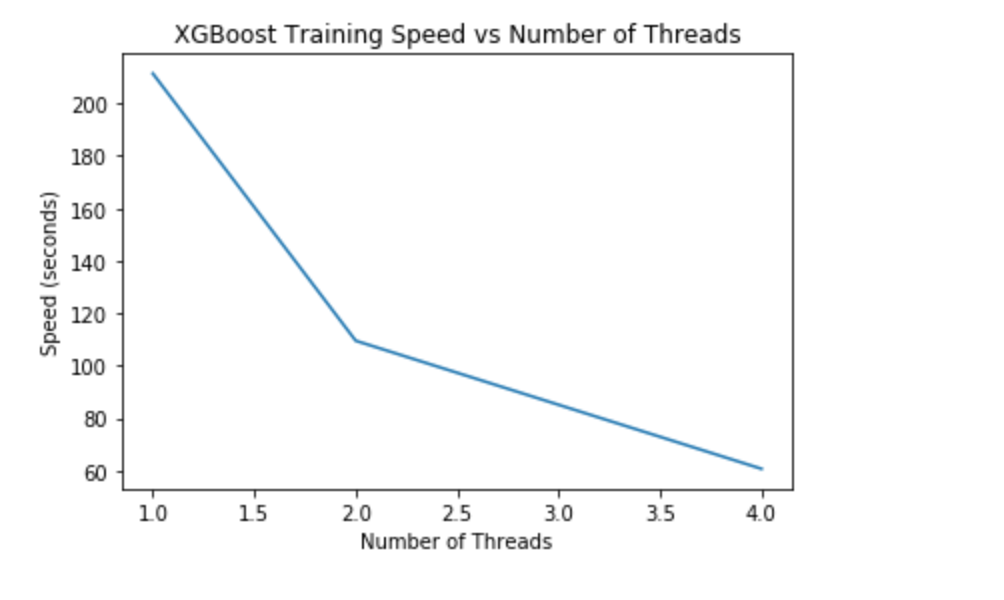 XGBoost Training Speed vs Number of Threads
200
180
160
140
120
100
80
60
Speed (seconds)
1.0 1.5 2.0 2.5 3.0 3.5 4.0
Number of Threads